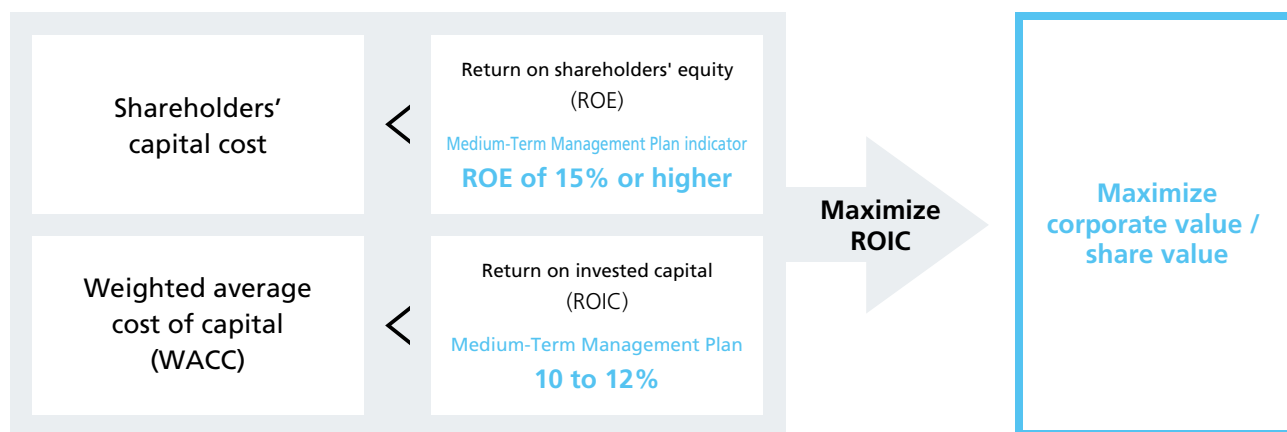 Shareholders’
capital cost
<
Return on shareholders' equity
(ROE)
Medium-Term Management Plan indicator
ROE of 15% or higher
Weighted average
cost of capital
(WACC)
<
Return on invested capital
(ROIC)
Medium-Term Management Plan
10 to 12%
Maximize
ROIC
Maximize
corporate value /
share value